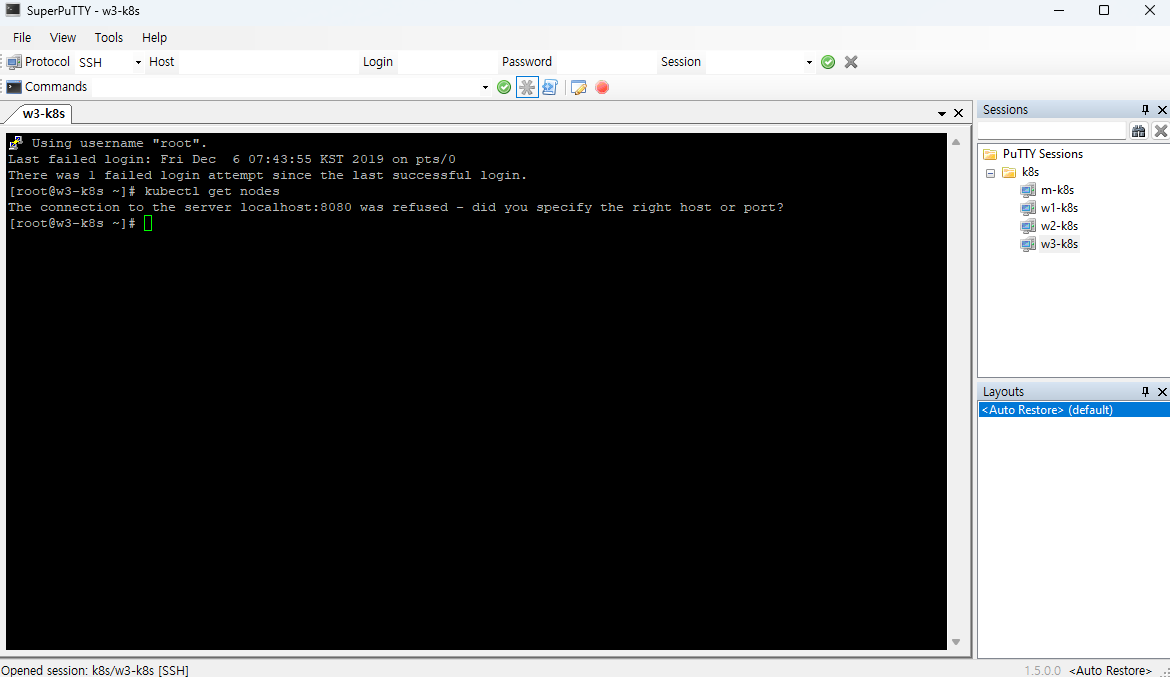 SuperPuTTY - w3-k8s
File View Tools Help
Protocol SSH Host Login Password Session
Commands
w3-k8s
Using username "root".
Last failed login: Fri Dec  6 07:43:55 KST 2019 on pts/0
There was 1 failed login attempt since the last successful login.
[root@w3-k8s ~]# kubectl get nodes
The connection to the server localhost:8080 was refused - did you specify the right host or port?
[root@w3-k8s ~]#
Sessions
PuTTY Sessions
k8s
m-k8s
w1-k8s
w2-k8s
w3-k8s
Layouts
<Auto Restore> (default)
Opened session: k8s/w3-k8s [SSH]
1.5.0.0 <Auto Restore>